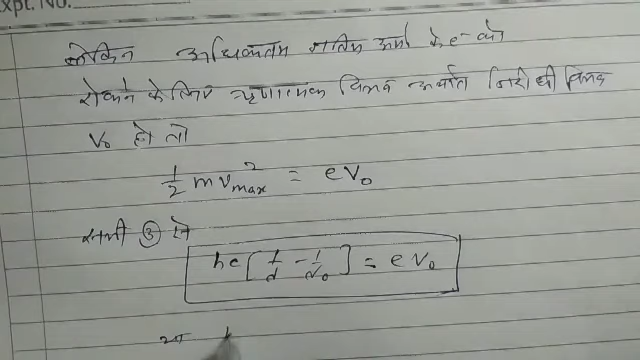 Expt. No.
लेकिन अधिकतम गतिज ऊर्जा के e⁻ को
रोकने के लिए ऋणात्मक विभव अर्थात निरोधी विभव
V₀ हो तो
1/2 mv²max = eV₀
समी ③ से
hc[1/λ - 1/λ₀] = eV₀
या